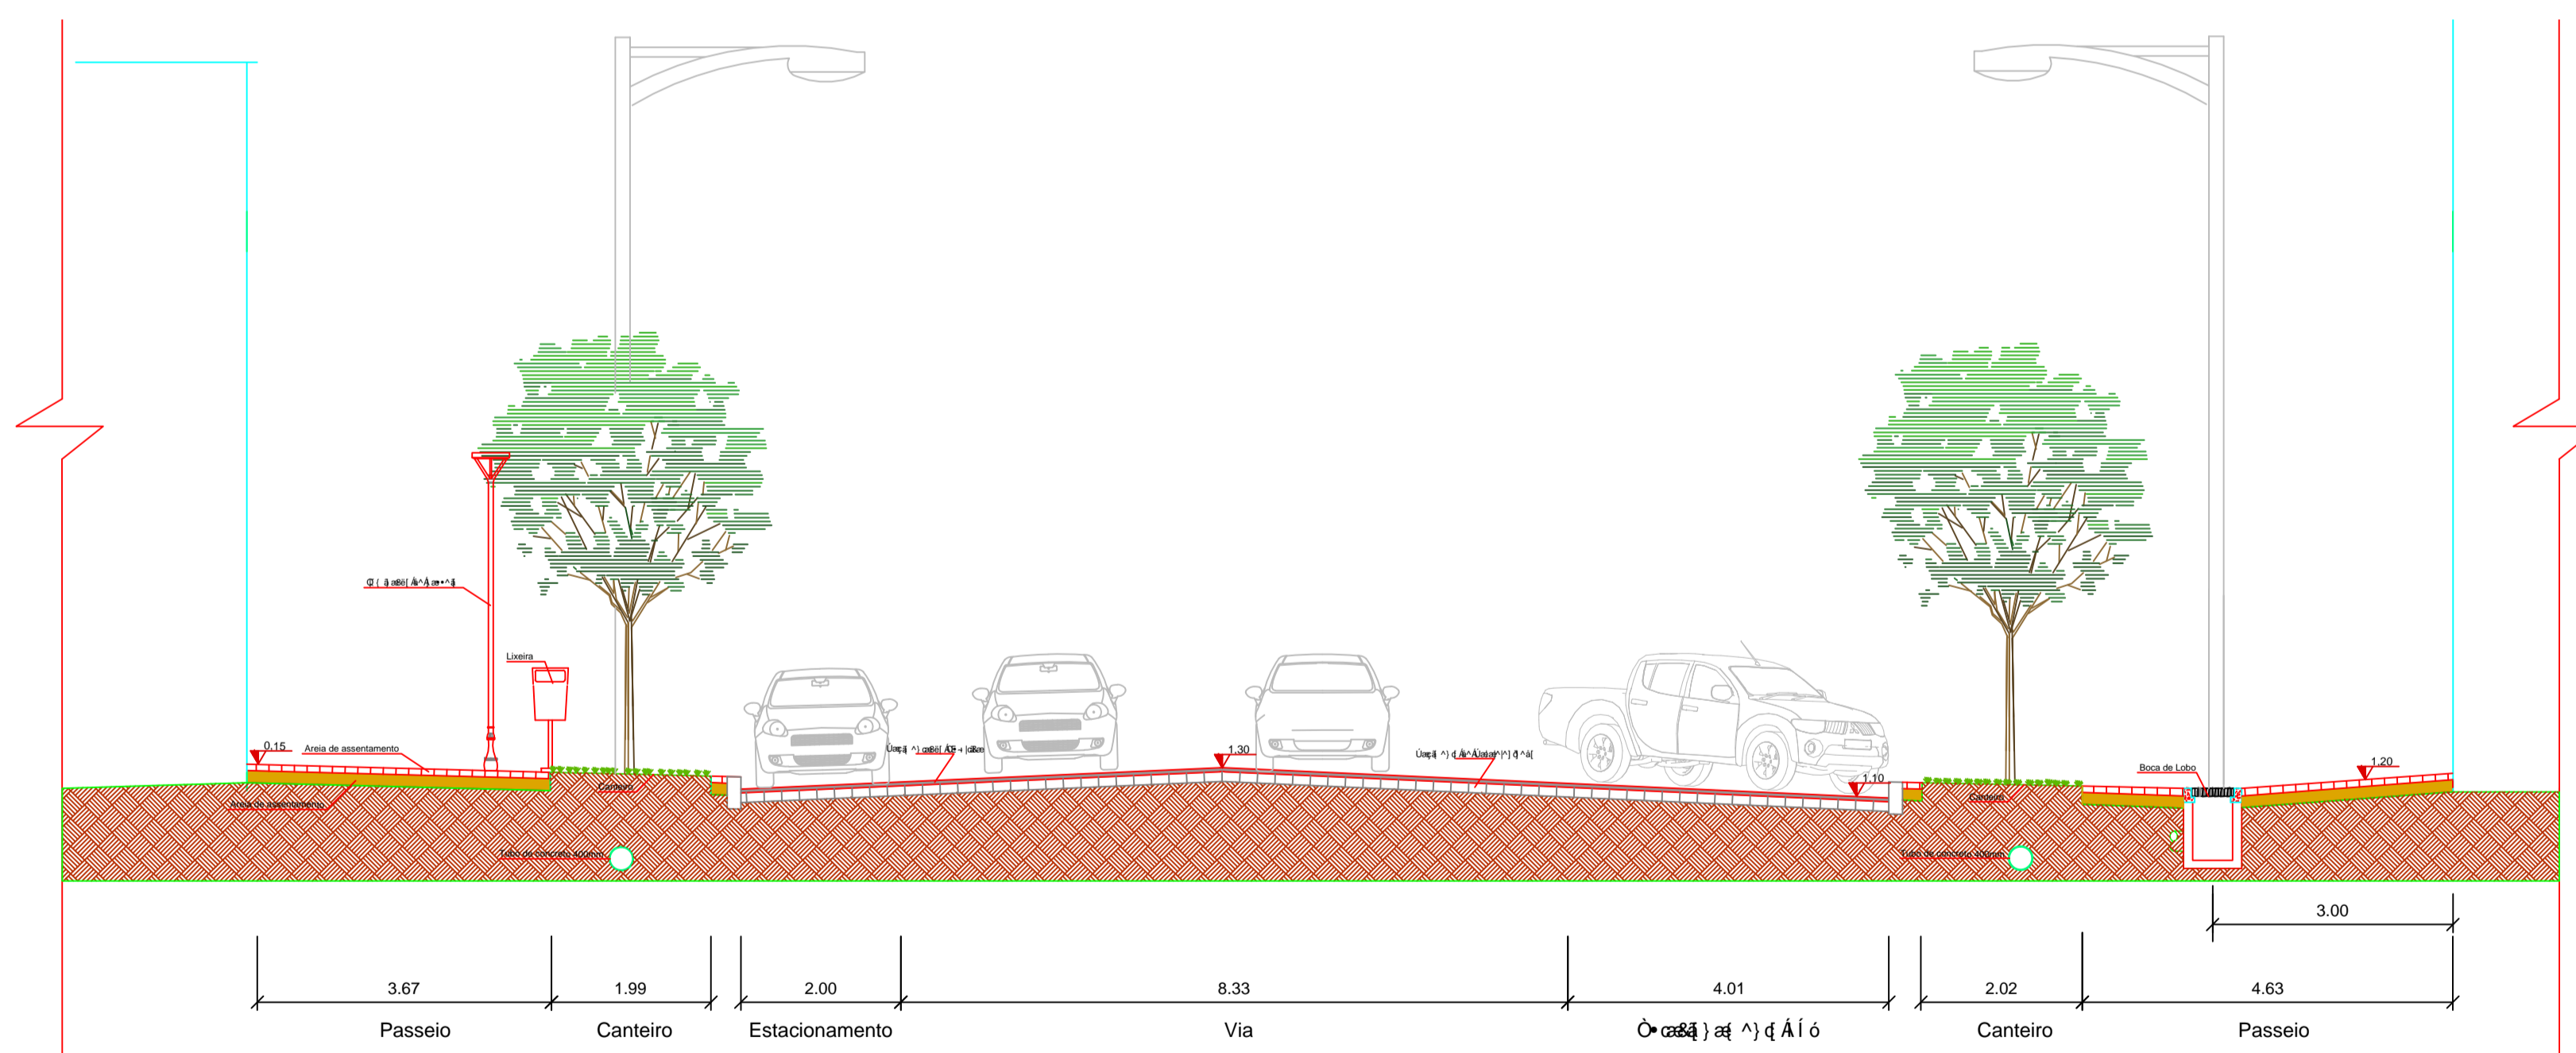 Lixeira
0.15
Areia de assentamento
1.30
Boca de Lobo
1.20
1.10
Canteiro
Canteiro
Areia de assentamento
Tubo de concreto 400mm
Tubo de concreto 400mm
3.00
3.67
1.99
2.00
8.33
4.01
2.02
4.63
Passeio
Canteiro
Estacionamento
Via
Canteiro
Passeio